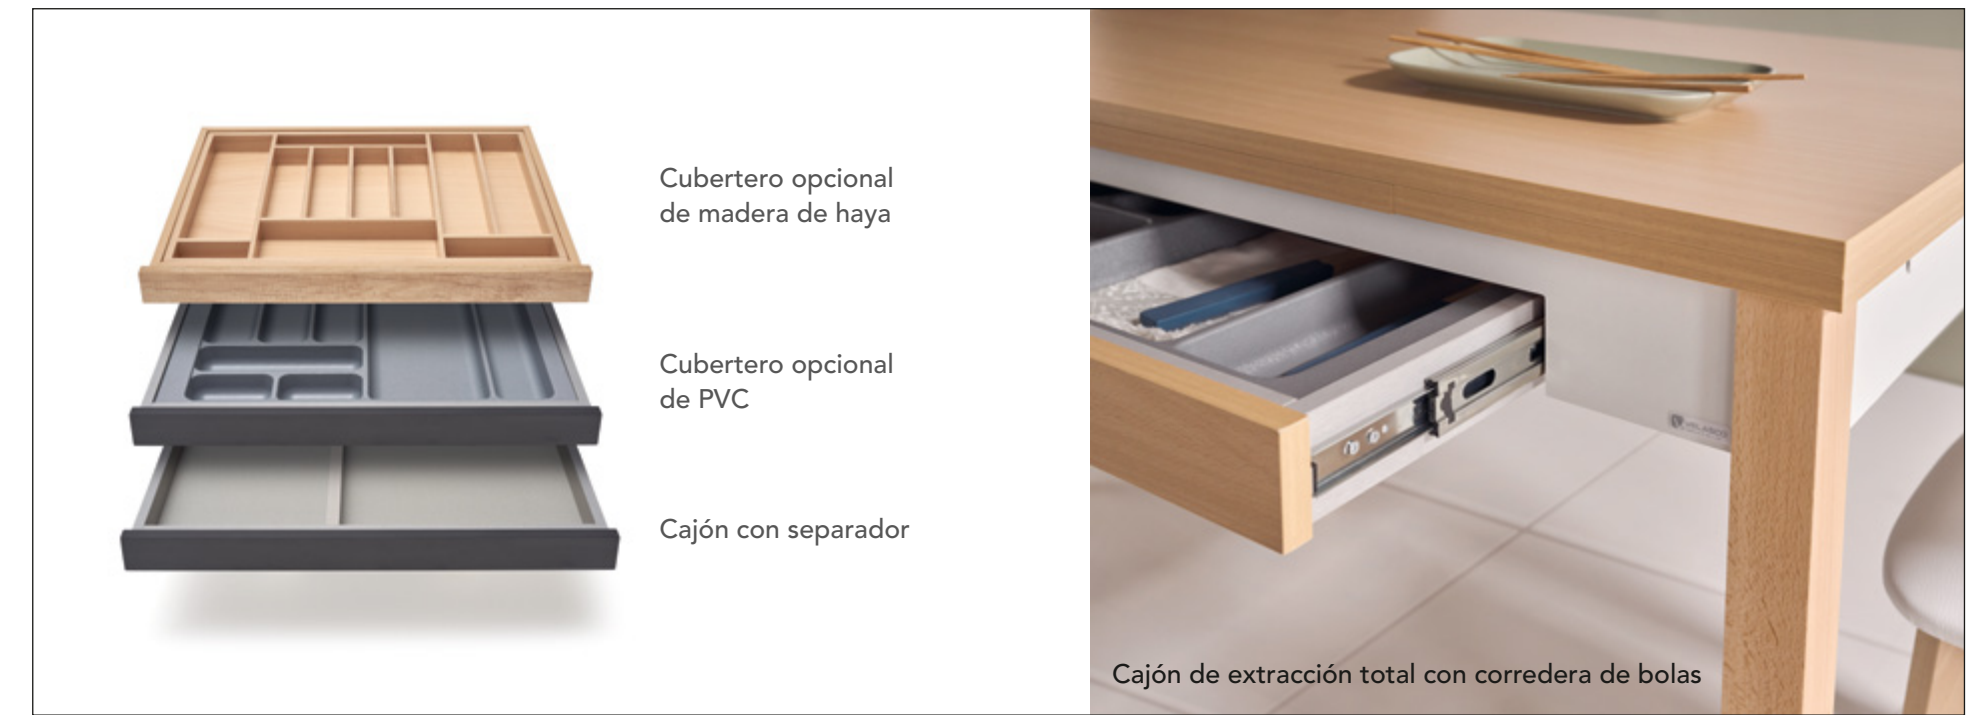 Cubertero opcional
de madera de haya
Cubertero opcional
de PVC
Cajón con separador
Cajón de extracción total con corredera de bolas